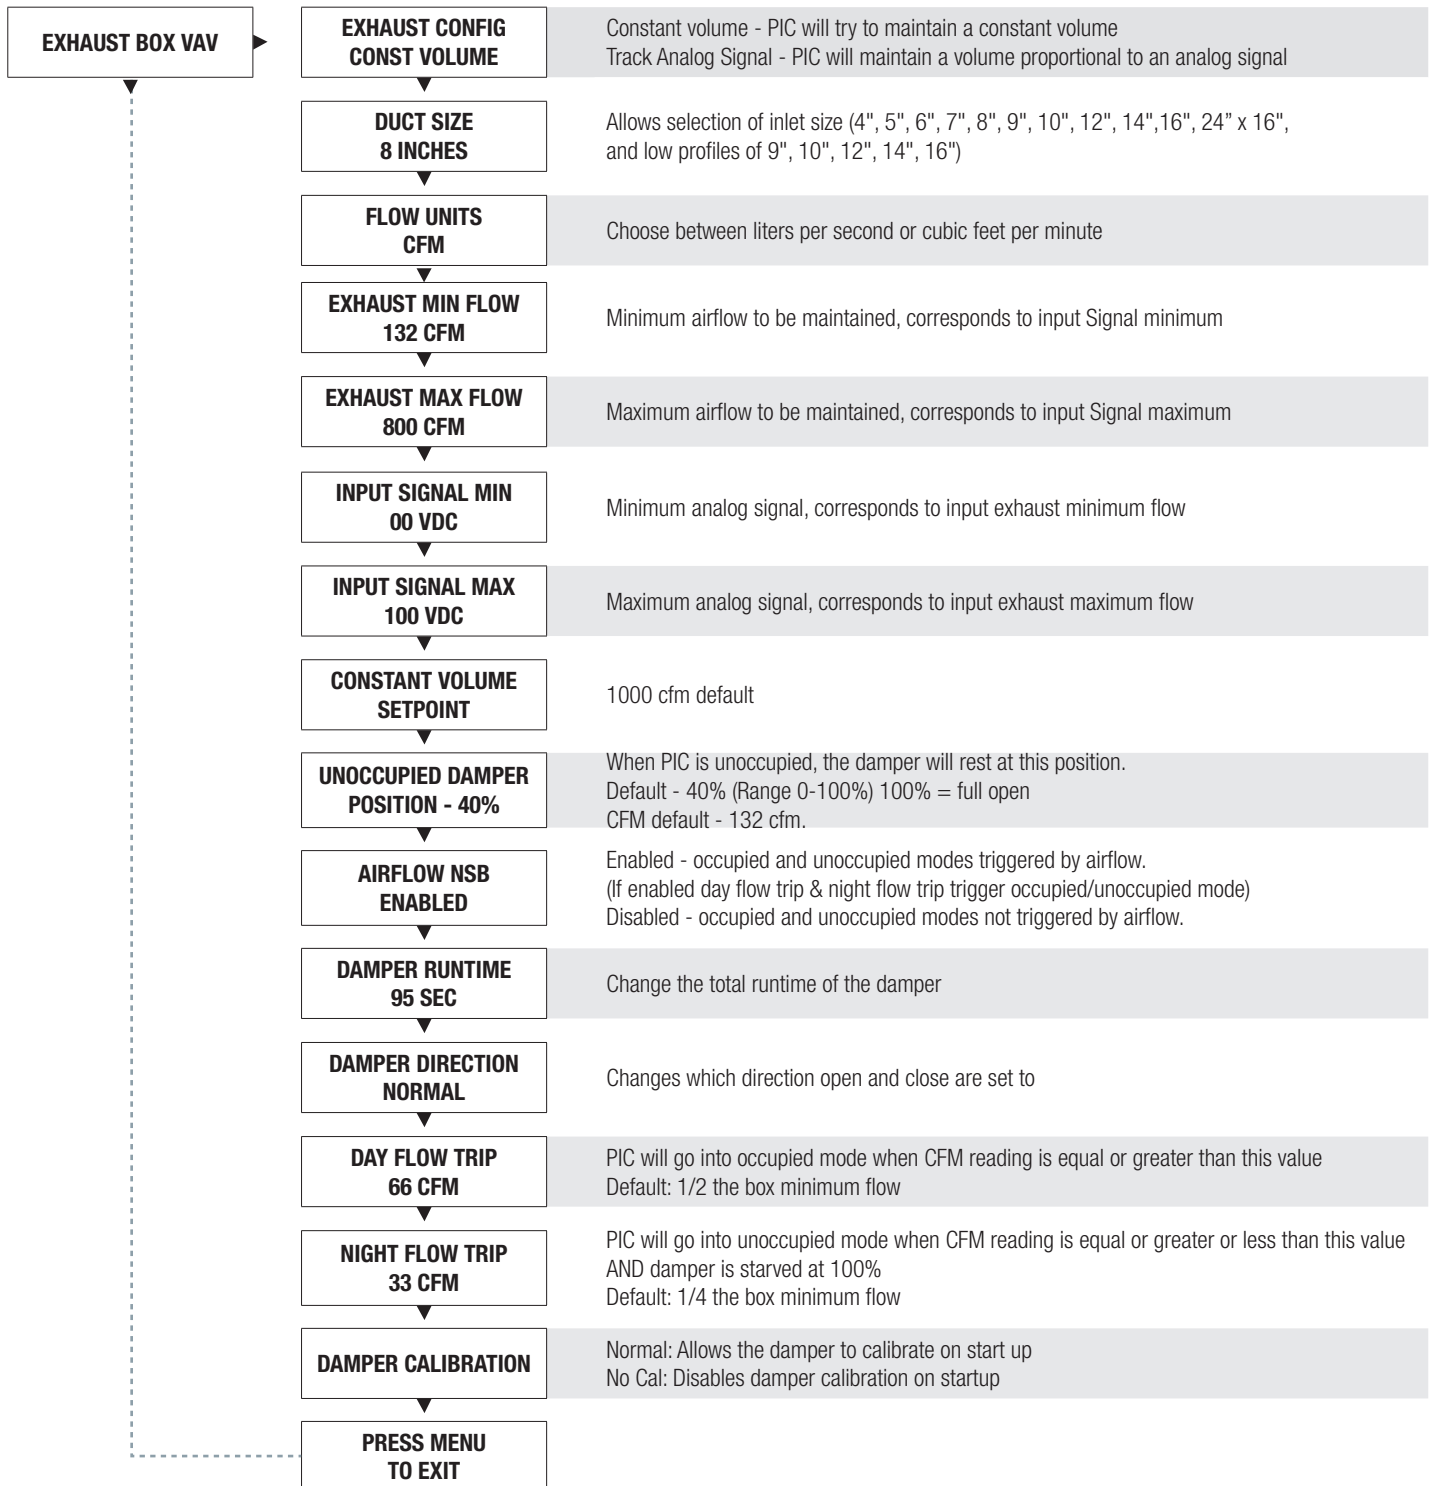 EXHAUST BOX VAV
EXHAUST CONFIG
CONST VOLUME
Constant volume - PIC will try to maintain a constant volume
Track Analog Signal - PIC will maintain a volume proportional to an analog signal
DUCT SIZE
8 INCHES
Allows selection of inlet size (4", 5", 6", 7", 8", 9", 10", 12", 14",16", 24” x 16",
and low profiles of 9", 10", 12", 14", 16")
FLOW UNITS
CFM
Choose between liters per second or cubic feet per minute
EXHAUST MIN FLOW
132 CFM
Minimum airflow to be maintained, corresponds to input Signal minimum
EXHAUST MAX FLOW
800 CFM
Maximum airflow to be maintained, corresponds to input Signal maximum
INPUT SIGNAL MIN
00 VDC
Minimum analog signal, corresponds to input exhaust minimum flow
INPUT SIGNAL MAX
100 VDC
Maximum analog signal, corresponds to input exhaust maximum flow
CONSTANT VOLUME
SETPOINT
1000 cfm default
UNOCCUPIED DAMPER
POSITION - 40%
When PIC is unoccupied, the damper will rest at this position.
Default - 40% (Range 0-100%) 100% = full open
CFM default - 132 cfm.
AIRFLOW NSB
ENABLED
Enabled - occupied and unoccupied modes triggered by airflow.
(If enabled day flow trip & night flow trip trigger occupied/unoccupied mode)
Disabled - occupied and unoccupied modes not triggered by airflow.
DAMPER RUNTIME
95 SEC
Change the total runtime of the damper
DAMPER DIRECTION
NORMAL
Changes which direction open and close are set to
DAY FLOW TRIP
66 CFM
PIC will go into occupied mode when CFM reading is equal or greater than this value
Default: 1/2 the box minimum flow
NIGHT FLOW TRIP
33 CFM
PIC will go into unoccupied mode when CFM reading is equal or greater or less than this value
AND damper is starved at 100%
Default: 1/4 the box minimum flow
DAMPER CALIBRATION
Normal: Allows the damper to calibrate on start up
No Cal: Disables damper calibration on startup
PRESS MENU
TO EXIT